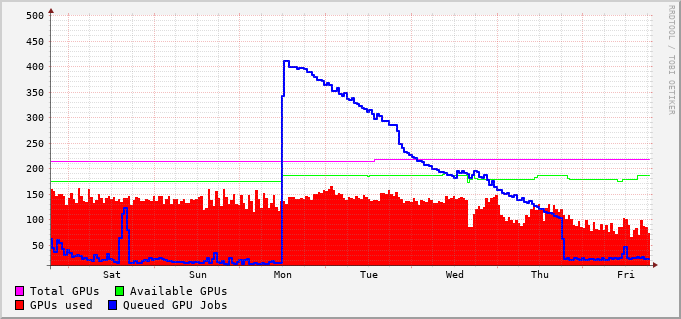 500
450
400
350
300
250
200
150
100
50
Sat Sun Mon Tue Wed Thu Fri
Total GPUs Available GPUs
GPUs used Queued GPU Jobs
RRDTOOL / TOBI OETIKER